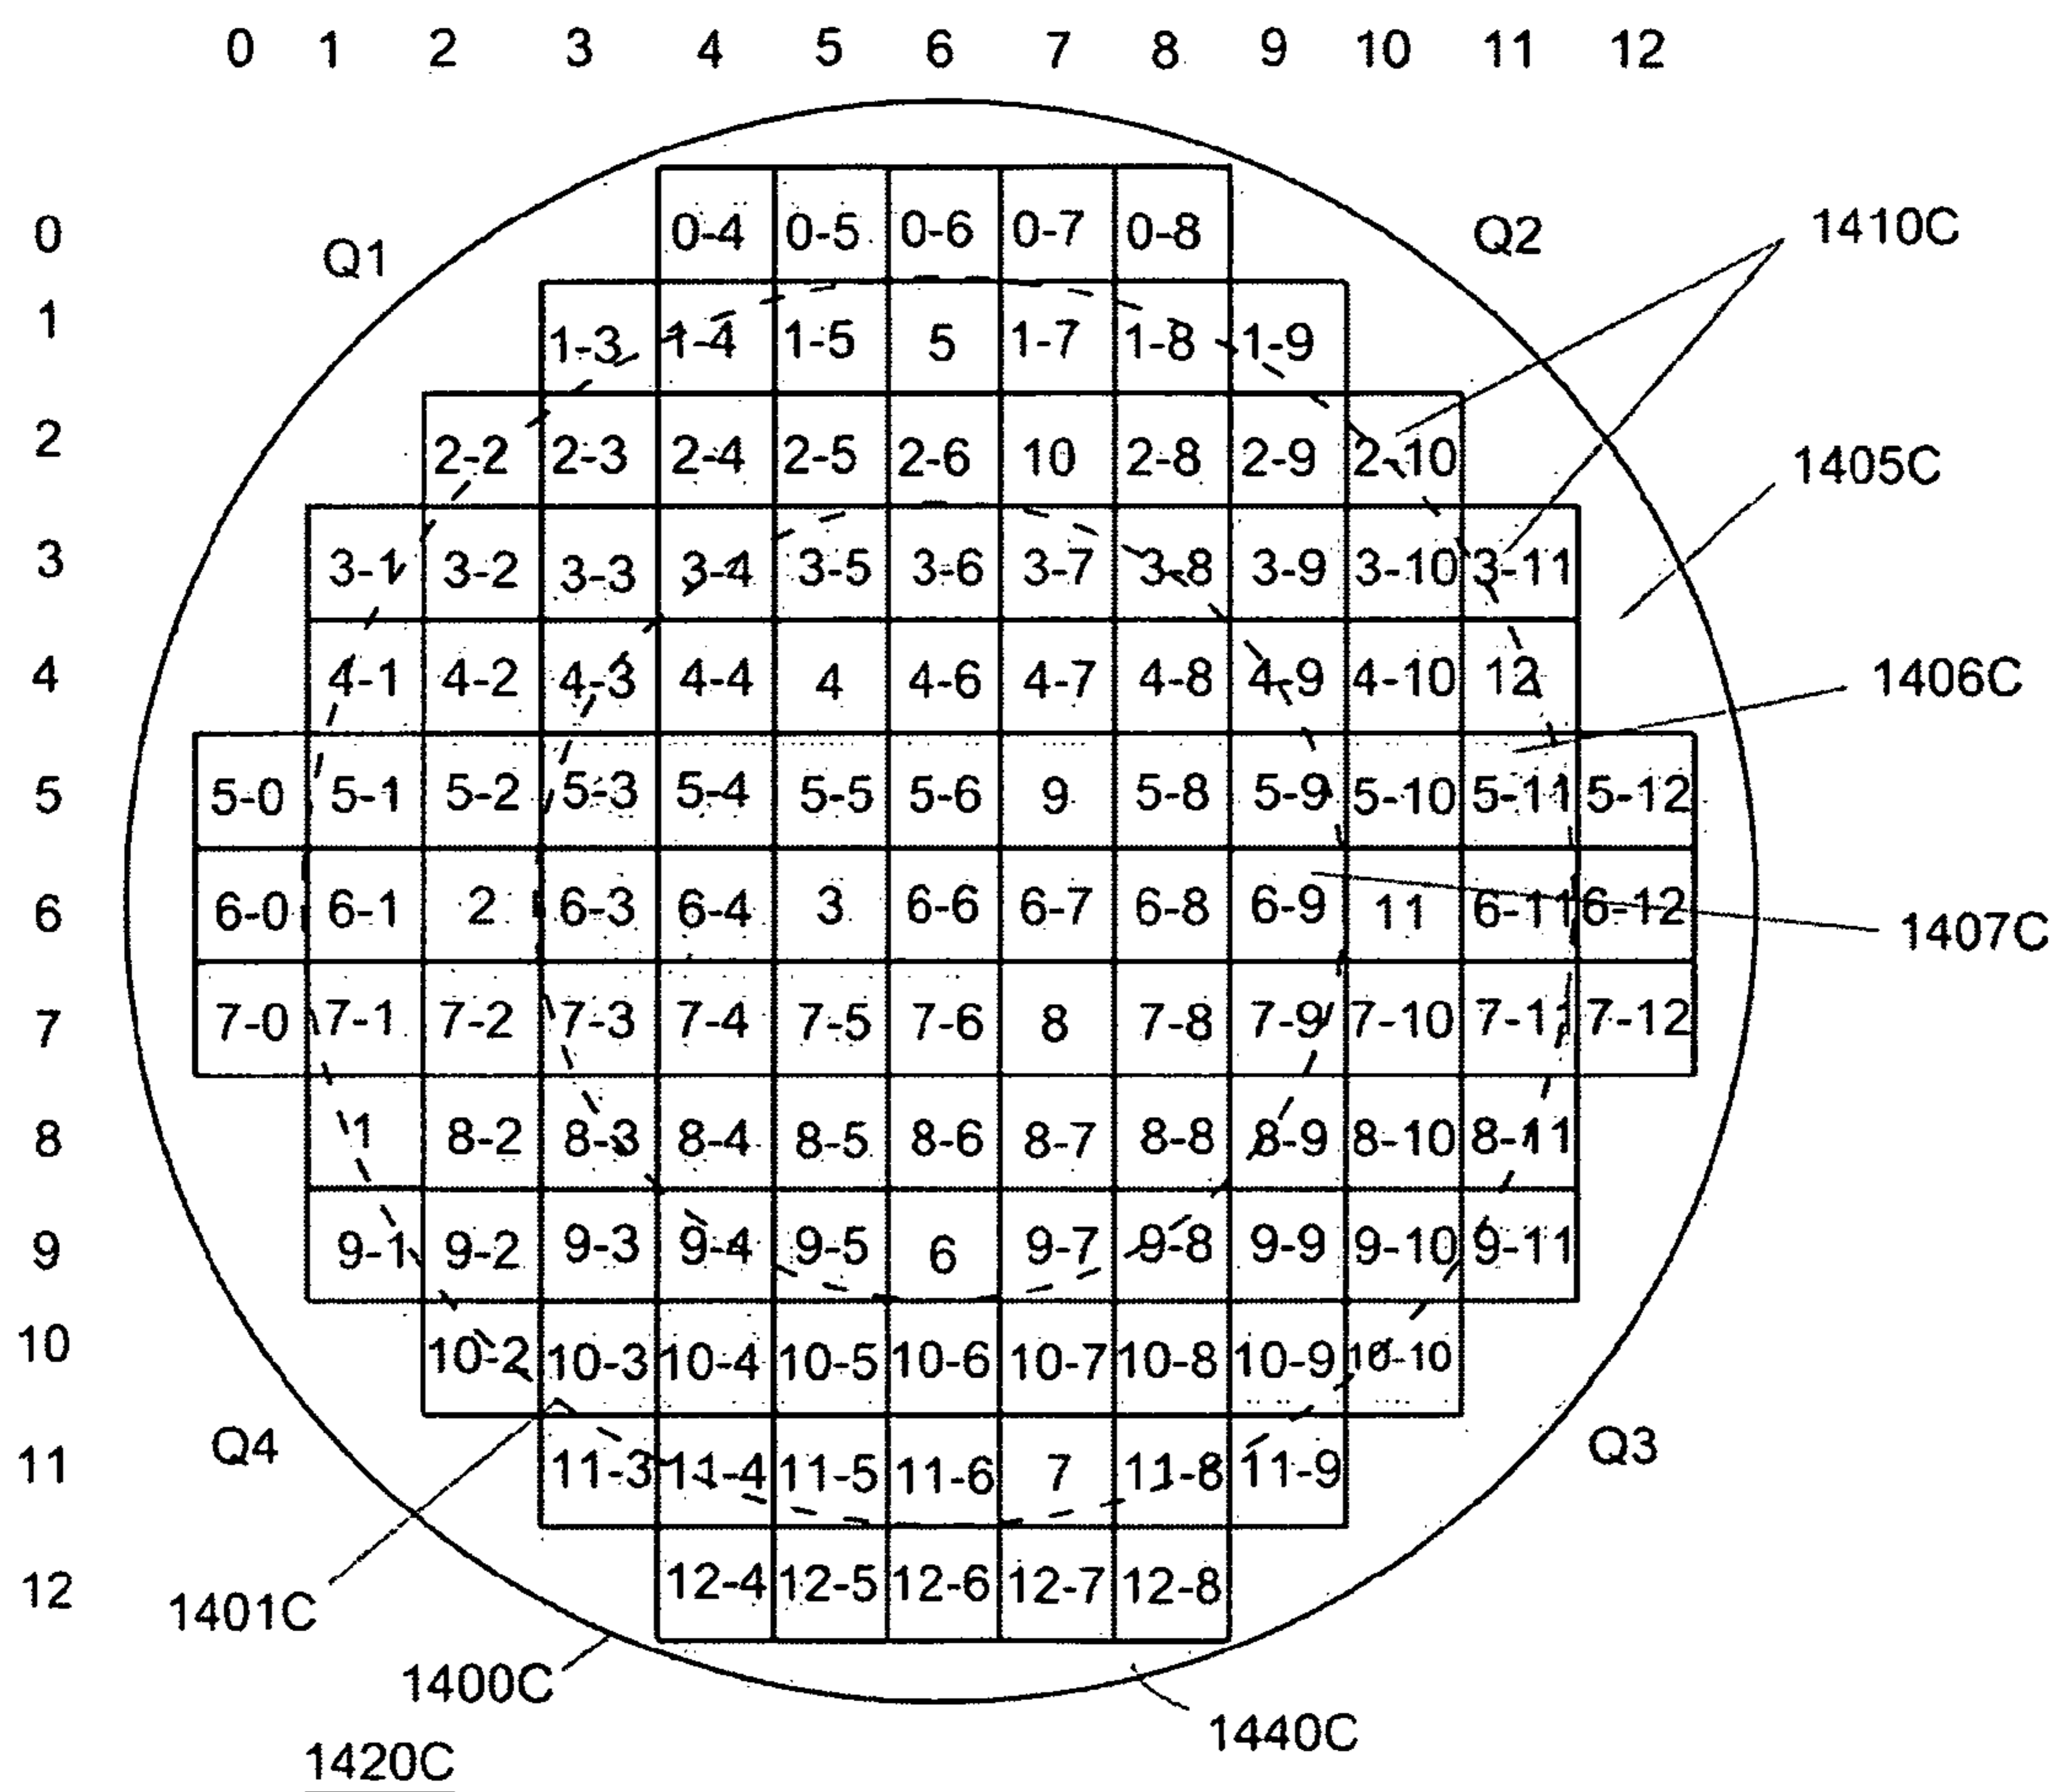 0 1 2 3 4 5 6 7 8 9 10 11 12
0 Q1 0-4 0-5 0-6 0-7 0-8 Q2 1410C
1 1-3 1-4 1-5 5 1-7 1-8 1-9
2 2-2 2-3 2-4 2-5 2-6 10 2-8 2-9 2-10 1405C
3 3-1 3-2 3-3 3-4 3-5 3-6 3-7 3-8 3-9 3-10 3-11
4 4-1 4-2 4-3 4-4 4 4-6 4-7 4-8 4-9 4-10 12 1406C
5 5-0 5-1 5-2 5-3 5-4 5-5 5-6 9 5-8 5-9 5-10 5-11 5-12
6 6-0 6-1 2 6-3 6-4 3 6-6 6-7 6-8 6-9 11 6-11 6-12 1407C
7 7-0 7-1 7-2 7-3 7-4 7-5 7-6 8 7-8 7-9 7-10 7-11 7-12
8 1 8-2 8-3 8-4 8-5 8-6 8-7 8-8 8-9 8-10 8-11
9 9-1 9-2 9-3 9-4 9-5 6 9-7 9-8 9-9 9-10 9-11
10 10-2 10-3 10-4 10-5 10-6 10-7 10-8 10-9 10-10
11 Q4 11-3 11-4 11-5 11-6 7 11-8 11-9 Q3
12 12-4 12-5 12-6 12-7 12-8
1401C
1400C
1440C
1420C